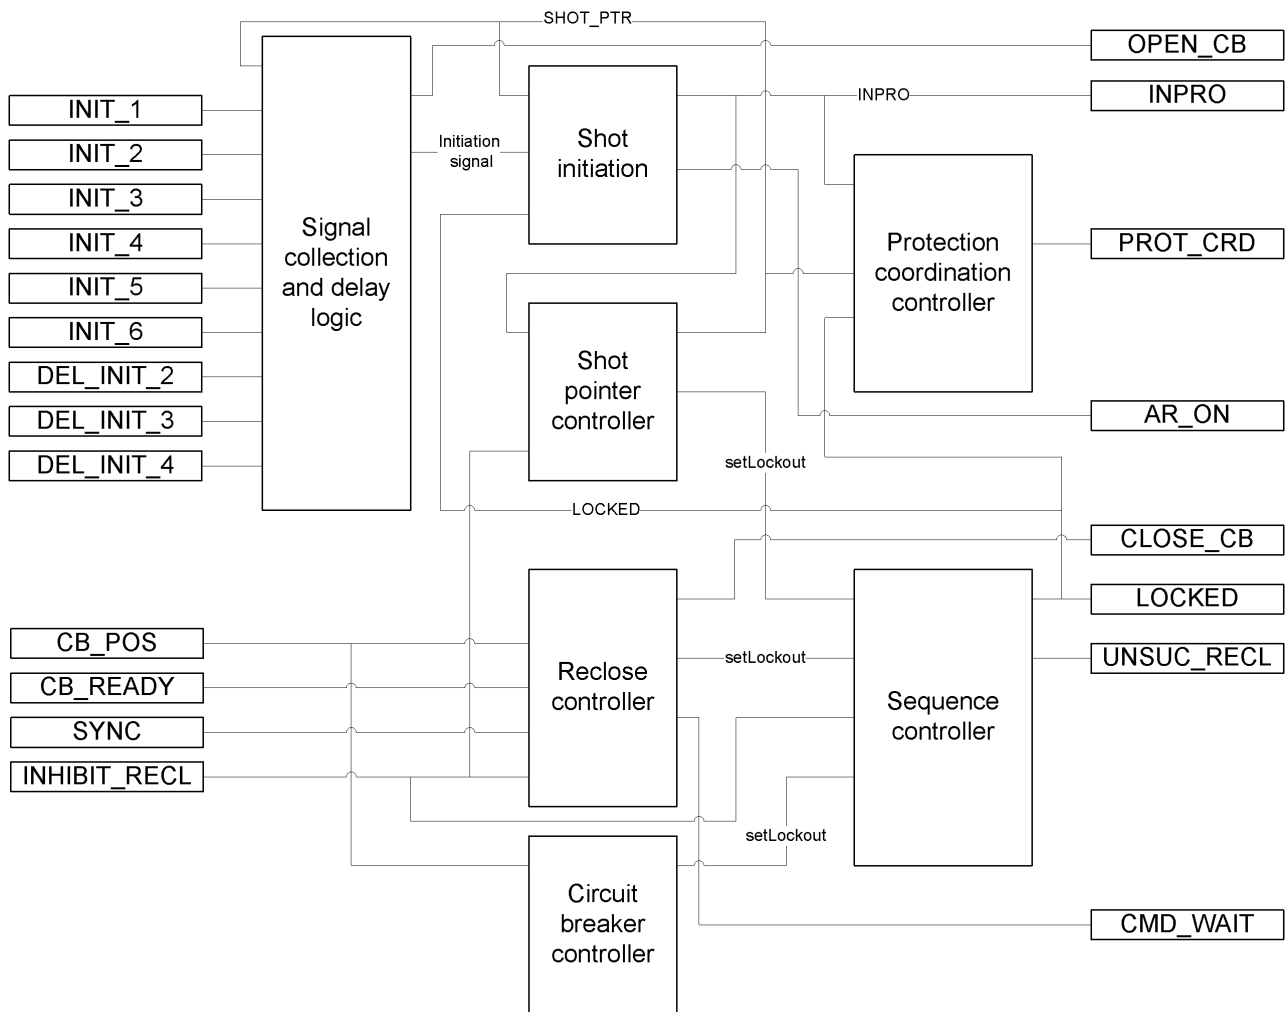 SHOT_PTR
OPEN_CB
INIT_1
INPRO
INPRO
INIT_2
Initiation
signal
Shot
initiation
INIT_3
INIT_4
Signal
collection
and delay
logic
Protection
coordination
controller
PROT_CRD
INIT_5
INIT_6
DEL_INIT_2
Shot
pointer
controller
DEL_INIT_3
AR_ON
DEL_INIT_4
setLockout
LOCKED
CLOSE_CB
LOCKED
CB_POS
Reclose
controller
setLockout
UNSUC_RECL
CB_READY
Sequence
controller
SYNC
INHIBIT_RECL
setLockout
Circuit
breaker
controller
CMD_WAIT